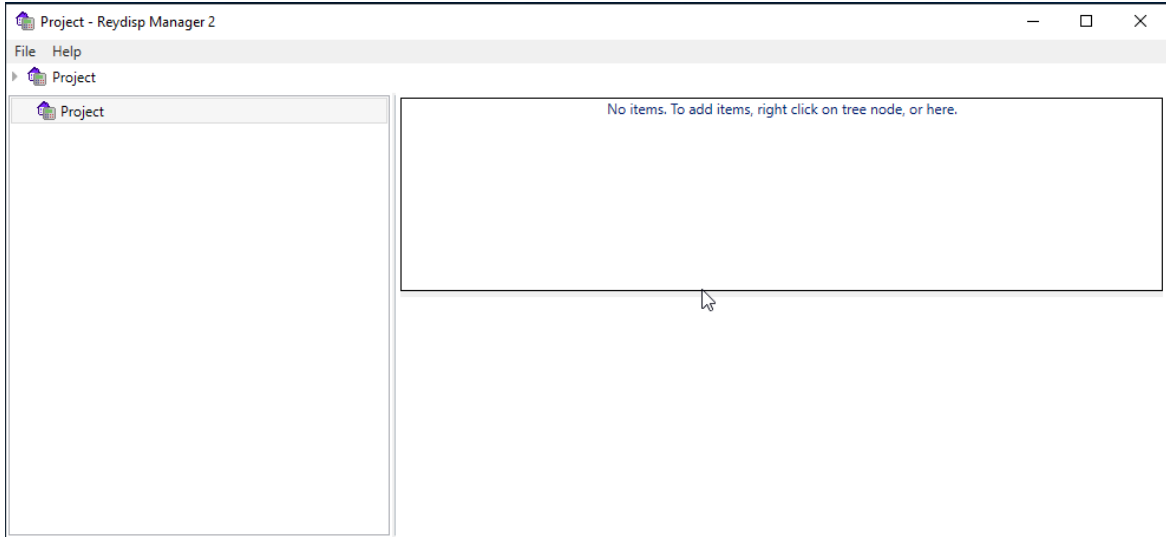 Project - Reydisp Manager 2
File Help
Project
Project
No items. To add items, right click on tree node, or here.